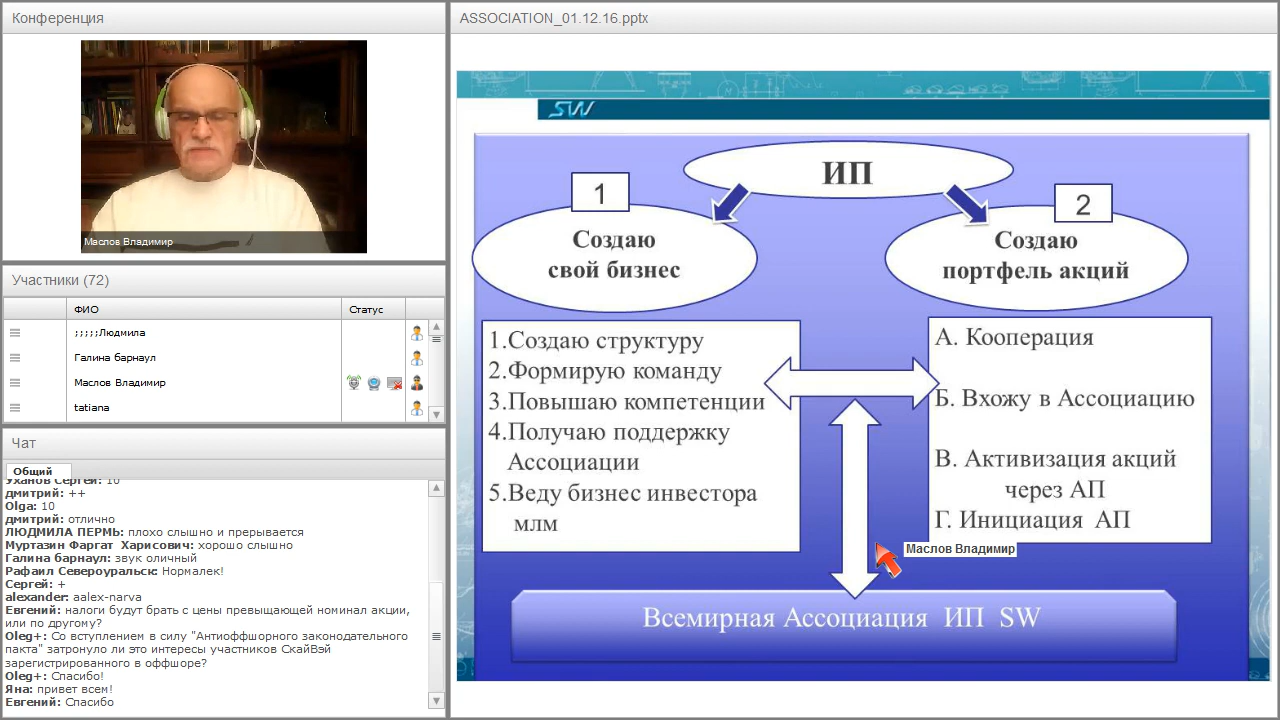 Конференция
Маслов Владимир
Участники (72)
ФИО
Статус
;;;;;Людмила
Галина барнаул
Маслов Владимир
tatiana
Чат
Общий
Уханов Сергей: 10
дмитрий: ++
Olga: 10
дмитрий: отлично
ЛЮДМИЛА ПЕРМЬ: плохо слышно и прерывается
Муртазин Фаргат Харисович: хорошо слышно
Галина барнаул: звук оличный
Рафаил Североуральск: Нормалек!
Сергей: +
alexander: aalex-narva
Евгений: налоги будут брать с цены превыщающей номинал акции,
или по другому?
Oleg+: Со вступлением в силу "Антиоффшорного законодательного
пакта" затронуло ли это интересы участников СкайВэй
зарегистрированного в оффшоре?
Oleg+: Спасибо!
Яна: привет всем!
Евгений: Спасибо
ASSOCIATION_01.12.16.pptx
SW
ИП
1
2
Создаю
свой бизнес
Создаю
портфель акций
1.Создаю структуру
2.Формирую команду
3.Повышаю компетенции
4.Получаю поддержку
Ассоциации
5.Веду бизнес инвестора
млм
А. Кооперация
Б. Вхожу в Ассоциацию
В. Активизация акций
через АП
Г. Инициация АП
Маслов Владимир
Всемирная Ассоциация ИП SW